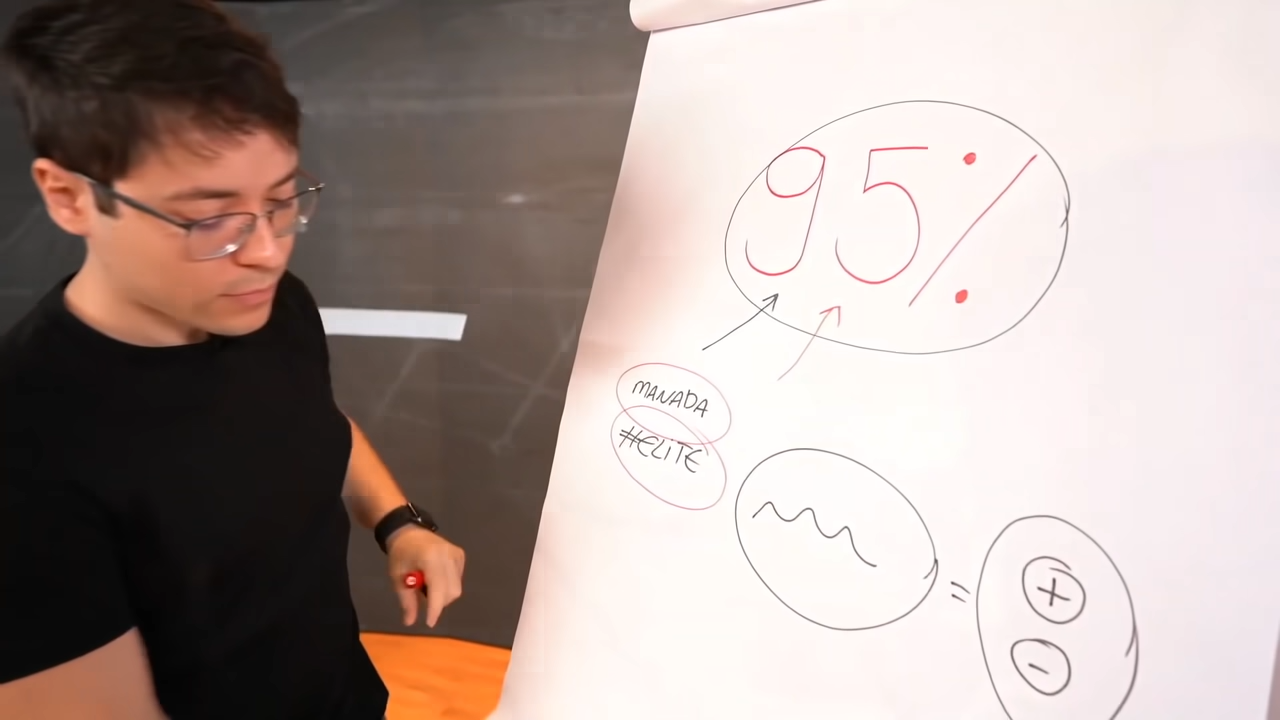 95%
MANADA
#ELITE
=
+
-